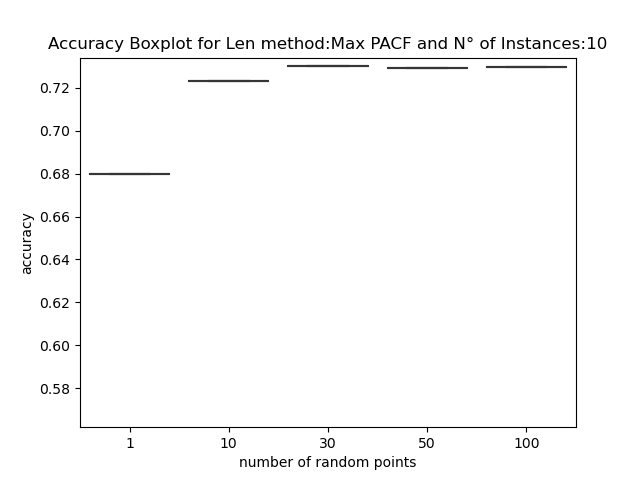 Accuracy Boxplot for Len method:Max PACF and N° of Instances:10
0.72
0.70
0.68
0.66
0.64
0.62
0.60
0.58
accuracy
1 10 30 50 100
number of random points